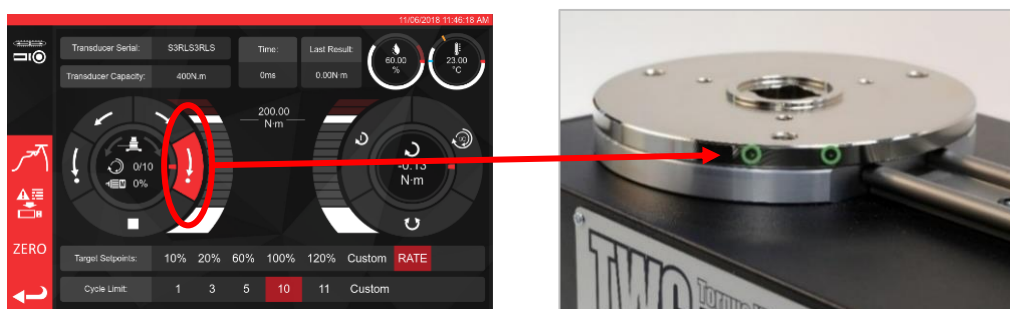 11/06/2018 11:46:18 AM
Transducer Serial: S3RLS3RLS Time: Last Result:
Transducer Capacity: 400N.m 0ms 0.00N·m
60.00 %
23.00 °C
200.00
N·m
0/10
0%
-0.13
N·m
ZERO
Target Setpoints: 10% 20% 60% 100% 120% Custom RATE
Cycle Limit: 1 3 5 10 11 Custom
TWC